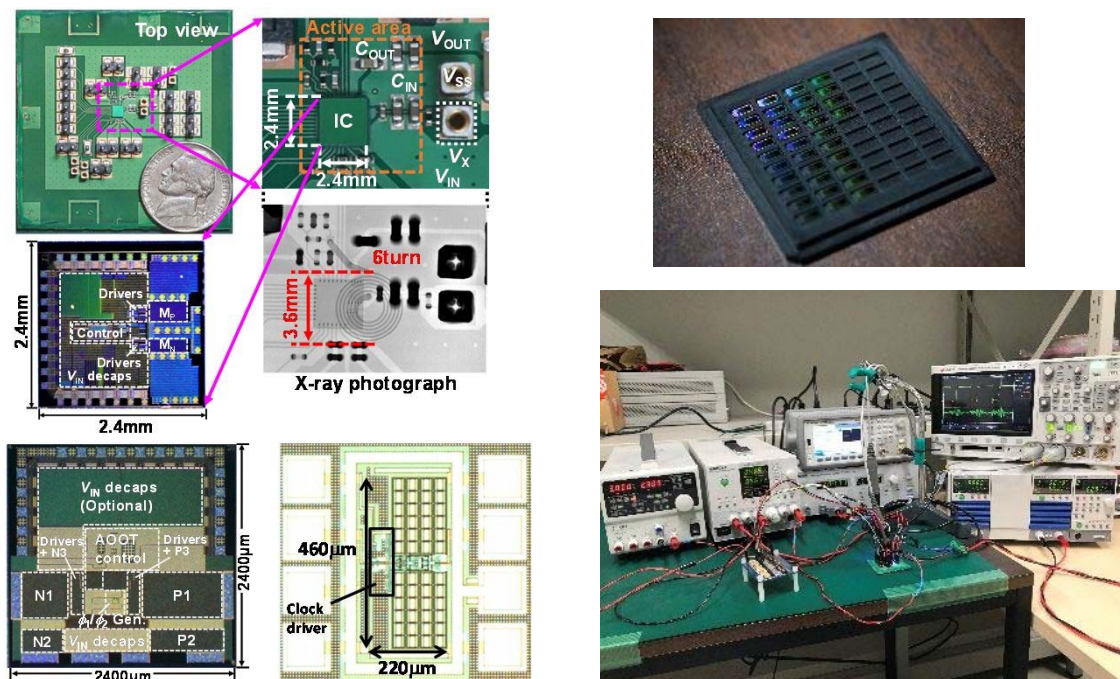 Top view
Active area
COUT
VOUT
CIN
VSS
IC
2.4mm
2.4mm
VX
VIN
6turn
3.6mm
X-ray photograph
Drivers
MP
Control
MN
Drivers
VIN decaps
2.4mm
2.4mm
VIN decaps
(Optional)
Drivers
+ N3
AOOT
control
Drivers
+ P3
N1
P1
ϕ1/ϕ2 Gen.
N2
VIN decaps
P2
2400μm
2400μm
460μm
Clock
driver
220μm